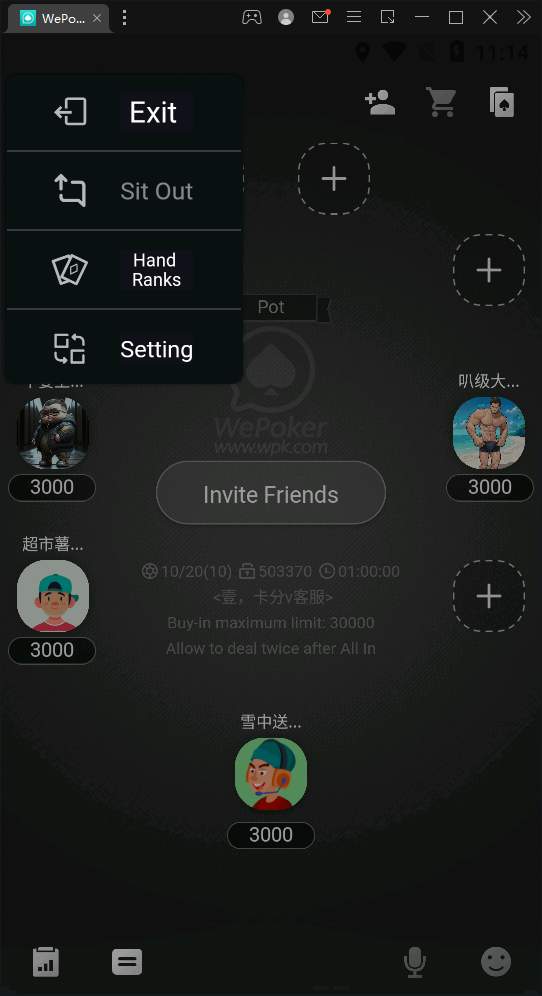 WePo...
11:14
Exit
Sit Out
Hand
Ranks
Setting
Pot
叭级大...
WePoker
www.wpk.com
3000
3000
Invite Friends
超市薯...
10/20(10) 503370 01:00:00
<壹，卡分v客服>
Buy-in maximum limit: 30000
3000
Allow to deal twice after All In
雪中送...
3000